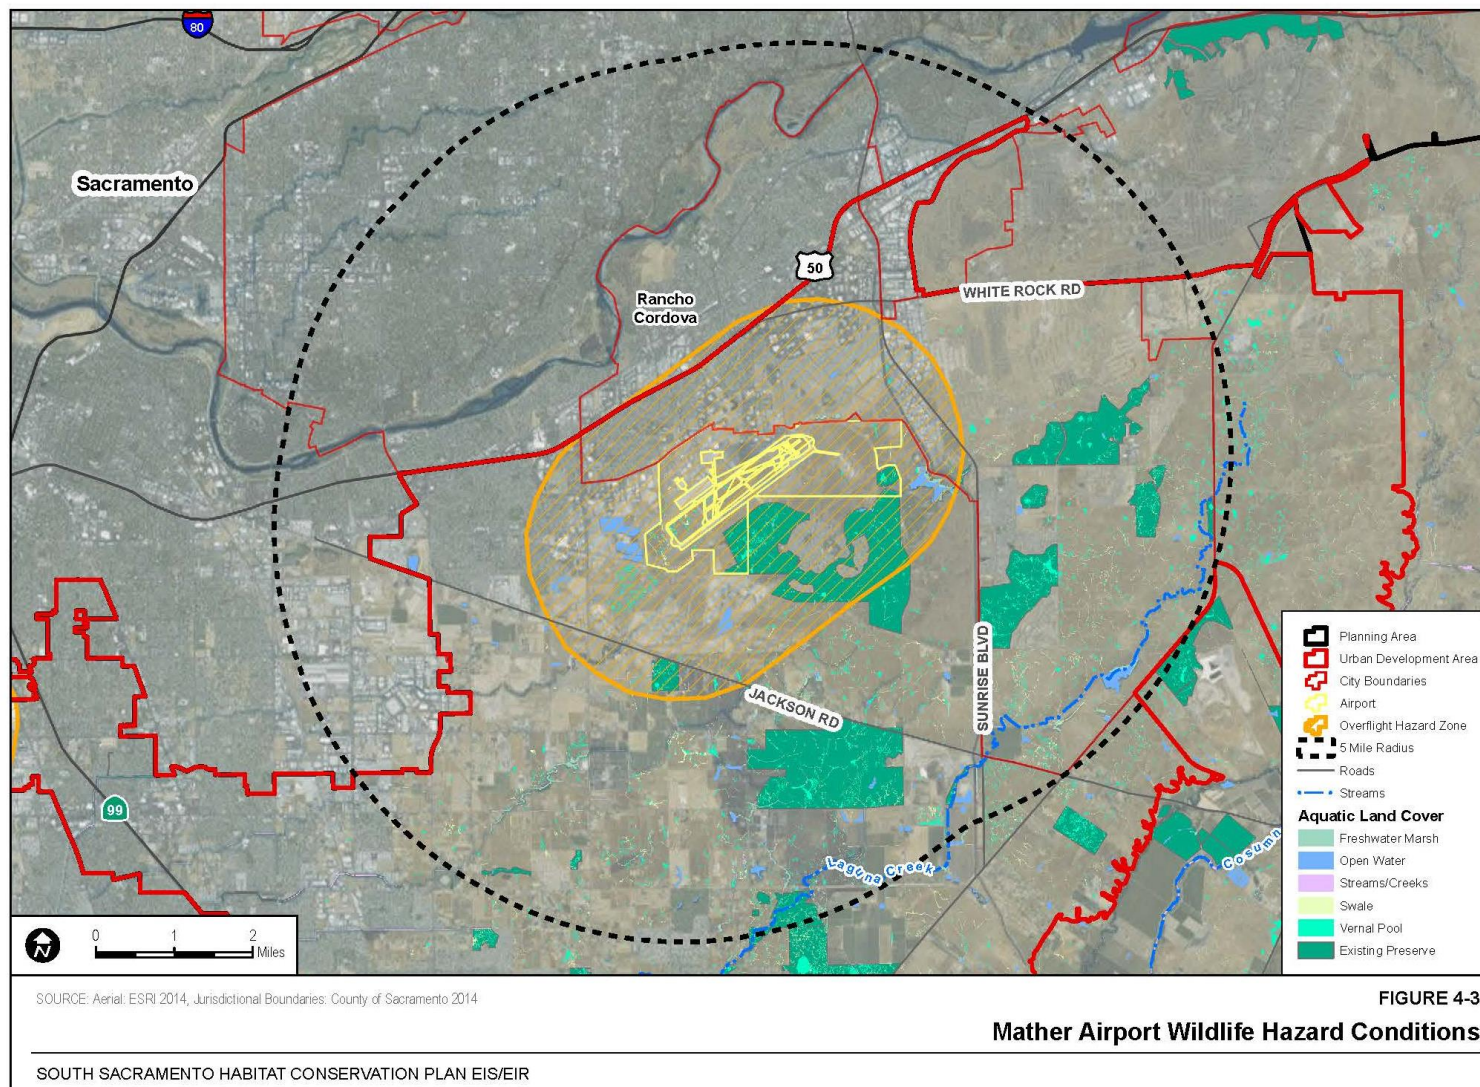 80
Sacramento
50
Rancho
Cordova
WHITE ROCK RD
SUNRISE BLVD
JACKSON RD
99
Laguna Creek
Cosumn
Planning Area
Urban Development Area
City Boundaries
Airport
Overflight Hazard Zone
5 Mile Radius
Roads
Streams
Aquatic Land Cover
Freshwater Marsh
Open Water
Streams/Creeks
Swale
Vernal Pool
Existing Preserve
N
0 1 2
Miles
SOURCE: Aerial: ESRI 2014, Jurisdictional Boundaries: County of Sacramento 2014
FIGURE 4-3
Mather Airport Wildlife Hazard Conditions
SOUTH SACRAMENTO HABITAT CONSERVATION PLAN EIS/EIR